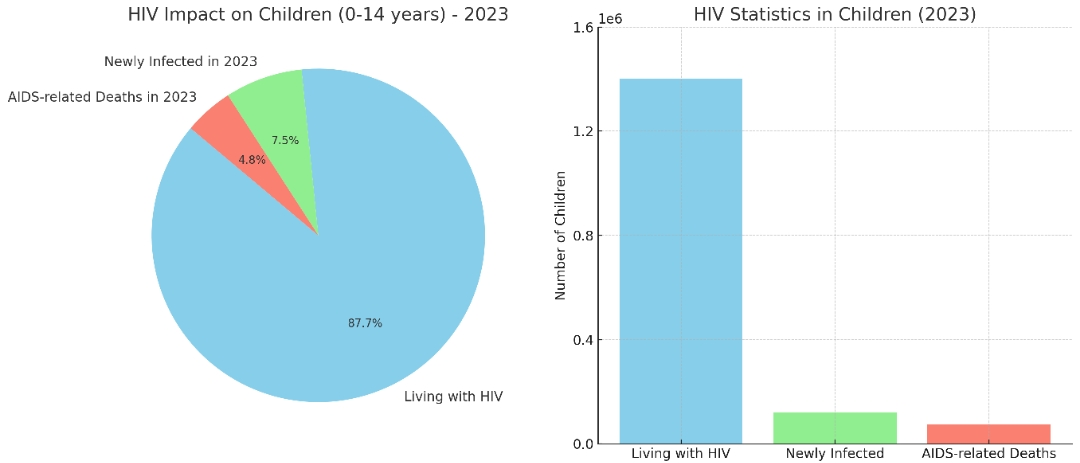 HIV Impact on Children (0-14 years) - 2023
Newly Infected in 2023
AIDS-related Deaths in 2023
7.5%
4.8%
87.7%
Living with HIV
HIV Statistics in Children (2023)
1e6
1.6
1.2
0.8
0.4
0.0
Number of Children
Living with HIV
Newly Infected
AIDS-related Deaths